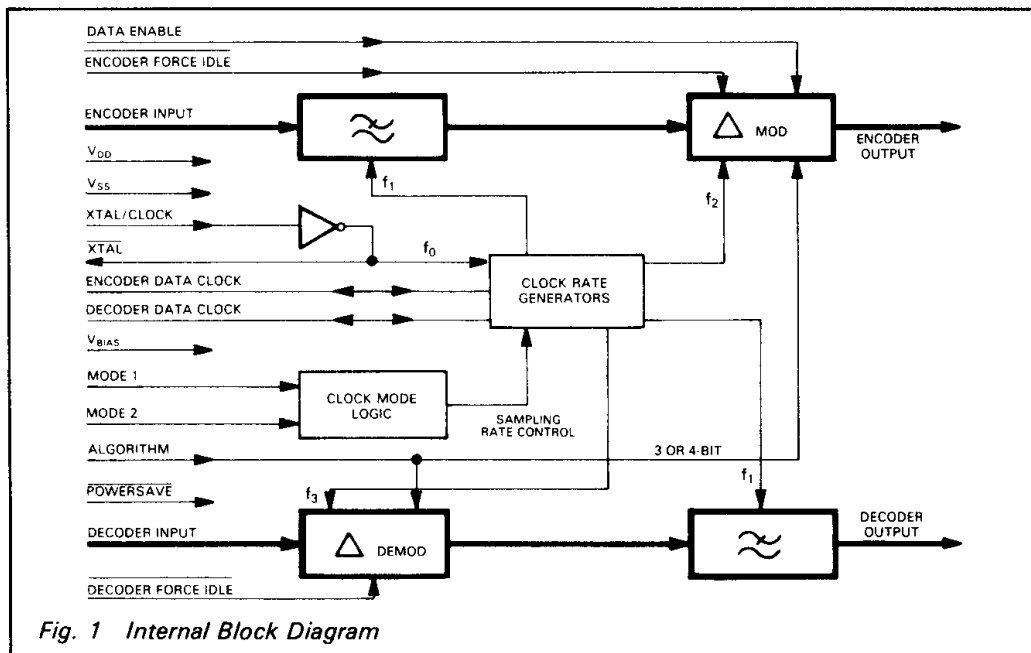 DATA ENABLE
ENCODER FORCE IDLE
ENCODER INPUT
△ MOD
ENCODER
OUTPUT
VDD
f1
f2
VSS
XTAL/CLOCK
XTAL
f0
CLOCK RATE
GENERATORS
ENCODER DATA CLOCK
DECODER DATA CLOCK
VBIAS
MODE 1
CLOCK MODE
LOGIC
MODE 2
SAMPLING
RATE CONTROL
ALGORITHM
3 OR 4-BIT
POWERSAVE
f3
f1
DECODER INPUT
△ DEMOD
DECODER
OUTPUT
DECODER FORCE IDLE
Fig. 1 Internal Block Diagram